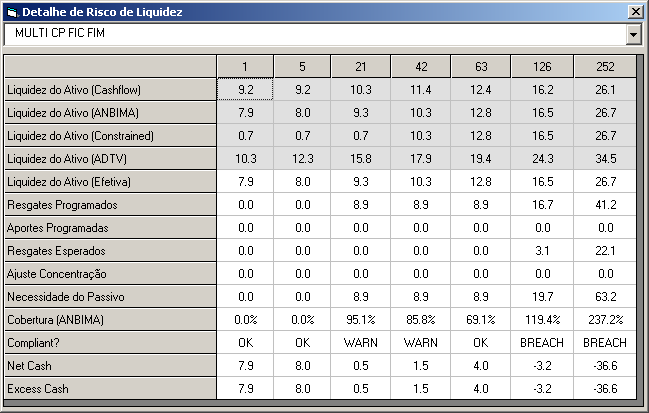 Detalhe de Risco de Liquidez
MULTI CP FIC FIM
1 5 21 42 63 126 252
Liquidez do Ativo (Cashflow) 9.2 9.2 10.3 11.4 12.4 16.2 26.1
Liquidez do Ativo (ANBIMA) 7.9 8.0 9.3 10.3 12.8 16.5 26.7
Liquidez do Ativo (Constrained) 0.7 0.7 0.7 10.3 12.8 16.5 26.7
Liquidez do Ativo (ADTV) 10.3 12.3 15.8 17.9 19.4 24.3 34.5
Liquidez do Ativo (Efetiva) 7.9 8.0 9.3 10.3 12.8 16.5 26.7
Resgates Programados 0.0 0.0 8.9 8.9 8.9 16.7 41.2
Aportes Programadas 0.0 0.0 0.0 0.0 0.0 0.0 0.0
Resgates Esperados 0.0 0.0 0.0 0.0 0.0 3.1 22.1
Ajuste Concentração 0.0 0.0 0.0 0.0 0.0 0.0 0.0
Necessidade do Passivo 0.0 0.0 8.9 8.9 8.9 19.7 63.2
Cobertura (ANBIMA) 0.0% 0.0% 95.1% 85.8% 69.1% 119.4% 237.2%
Compliant? OK OK WARN WARN OK BREACH BREACH
Net Cash 7.9 8.0 0.5 1.5 4.0 -3.2 -36.6
Excess Cash 7.9 8.0 0.5 1.5 4.0 -3.2 -36.6